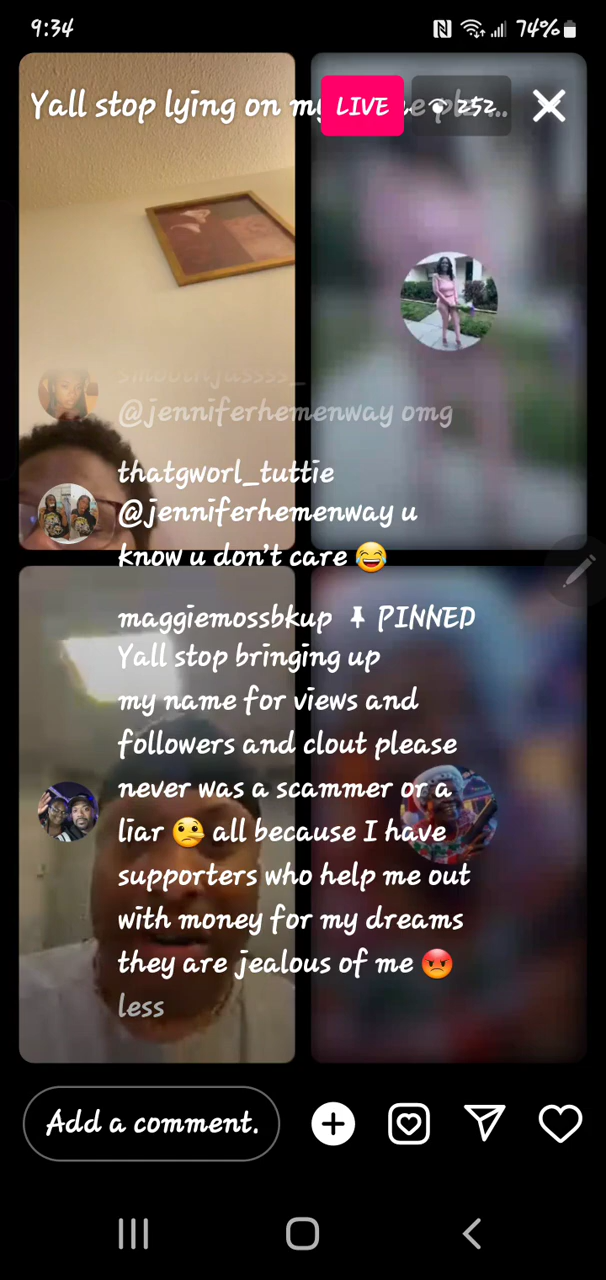 9:34
74%
Yall stop lying on my
LIVE
252
smoothjassss_
@jenniferhemenway omg
thatgworl_tuttie
@jenniferhemenway u
know u don't care 😂
maggiemossbkup 📌 PINNED
Yall stop bringing up
my name for views and
followers and clout please
never was a scammer or a
liar 🤥 all because I have
supporters who help me out
with money for my dreams
they are jealous of me 😡
less
Add a comment.